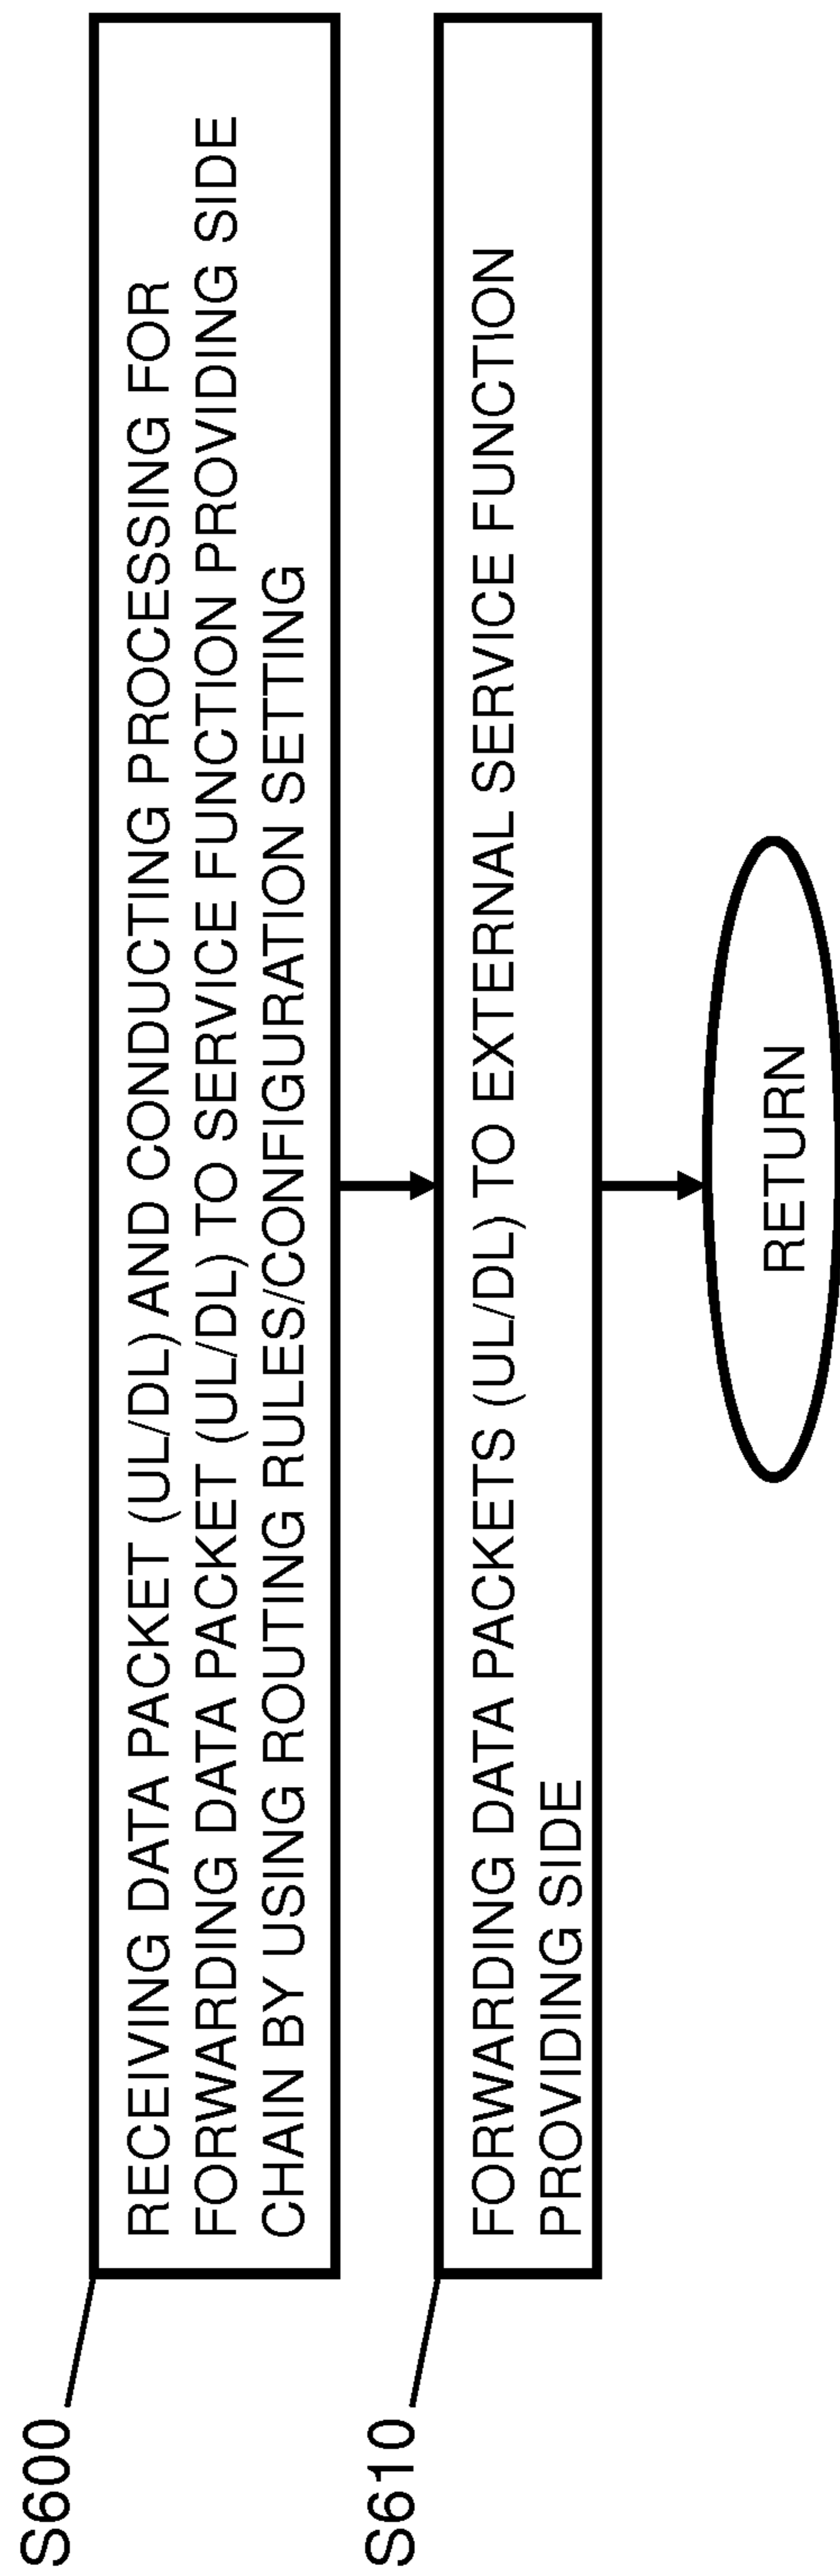 S600
RECEIVING DATA PACKET (UL/DL) AND CONDUCTING PROCESSING FOR
FORWARDING DATA PACKET (UL/DL) TO SERVICE FUNCTION PROVIDING SIDE
CHAIN BY USING ROUTING RULES/CONFIGURATION SETTING
S610
FORWARDING DATA PACKETS (UL/DL) TO EXTERNAL SERVICE FUNCTION
PROVIDING SIDE
RETURN